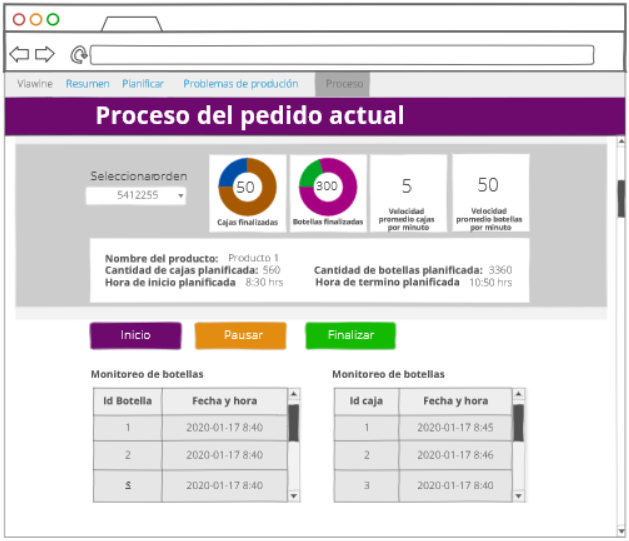 Viawine Resumen Planificar Problemas de produción Proceso
Proceso del pedido actual
Seleccionarorden
5412255
50
Cajas finalizadas
300
Botellas finalizadas
5
Velocidad
promedio cajas
por minuto
50
Velocidad
promedio botellas
por minuto
Nombre del producto: Producto 1
Cantidad de cajas planificada: 560 Cantidad de botellas planificada: 3360
Hora de inicio planificada 8:30 hrs Hora de termino planificada 10:50 hrs
Inicio Pausar Finalizar
Monitoreo de botellas
Id Botella Fecha y hora
1 2020-01-17 8:40
2 2020-01-17 8:40
2020-01-17 8:40
Monitoreo de botellas
Id caja Fecha y hora
1 2020-01-17 8:45
2 2020-01-17 8:46
3 2020-01-17 8:40